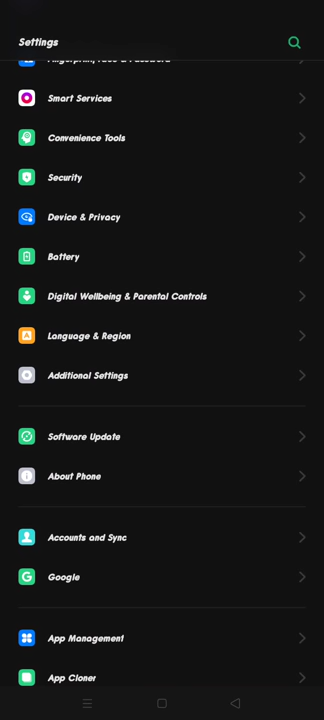 Settings
Fingerprint, Face & Password
Smart Services
Convenience Tools
Security
Device & Privacy
Battery
Digital Wellbeing & Parental Controls
Language & Region
Additional Settings
Software Update
About Phone
Accounts and Sync
Google
App Management
App Cloner